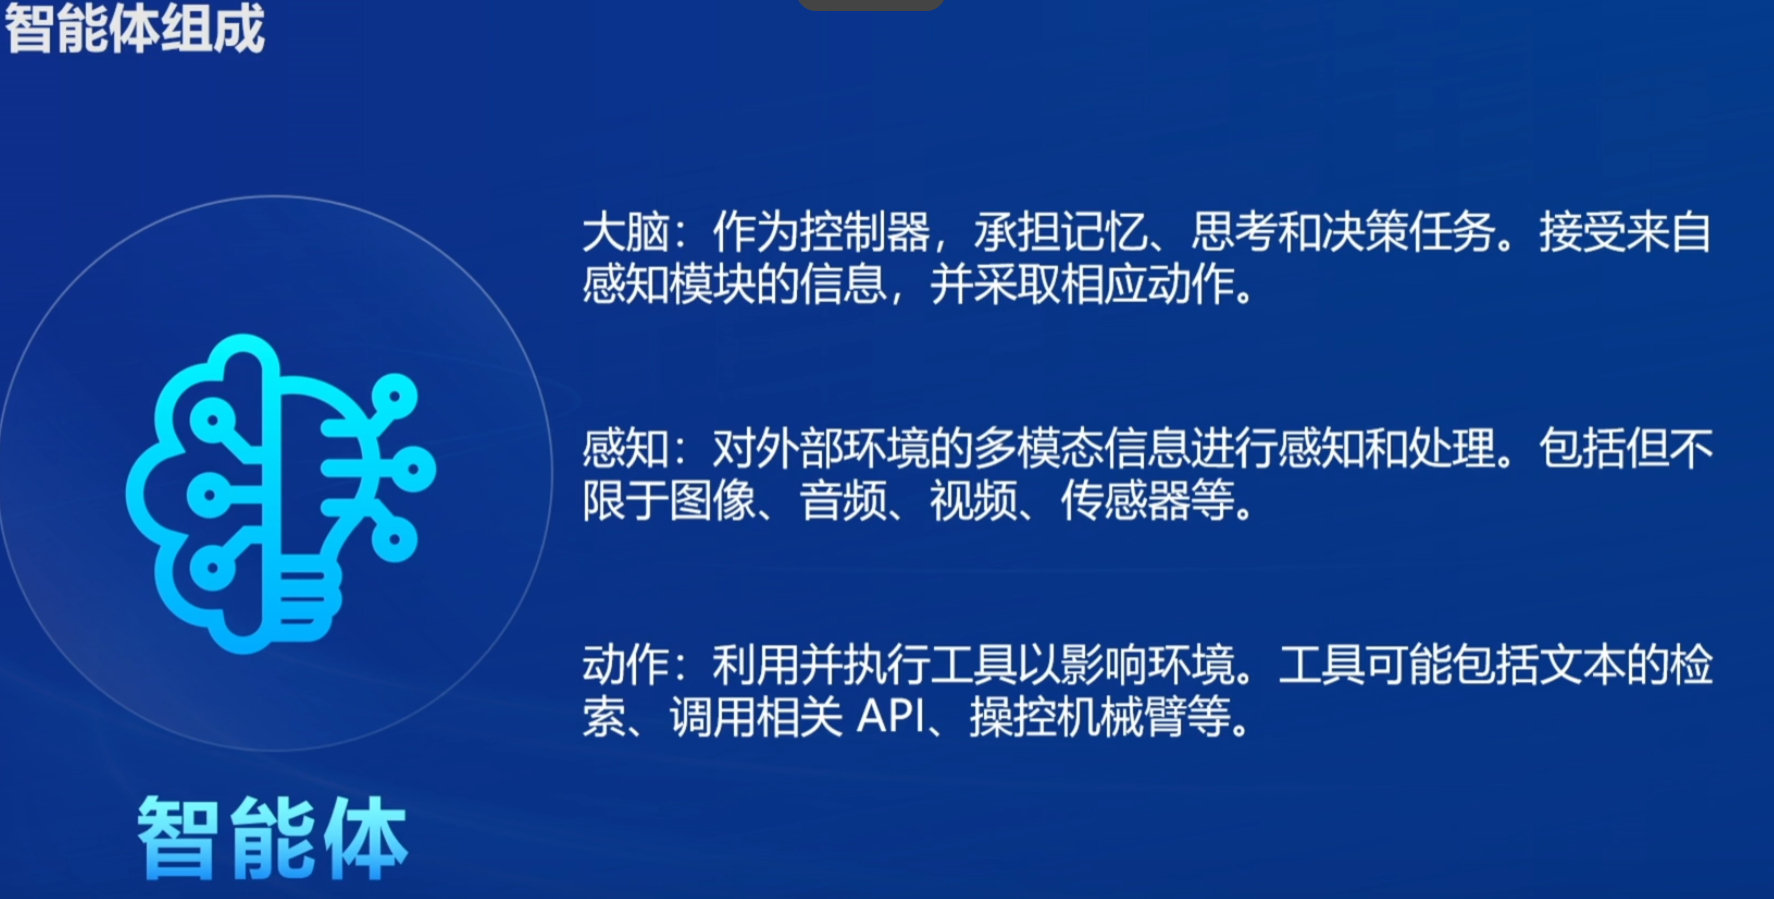 智能体组成
大脑：作为控制器，承担记忆、思考和决策任务。接受来自
感知模块的信息，并采取相应动作。
感知：对外部环境的多模态信息进行感知和处理。包括但不
限于图像、音频、视频、传感器等。
动作：利用并执行工具以影响环境。工具可能包括文本的检
索、调用相关 API、操控机械臂等。
智能体